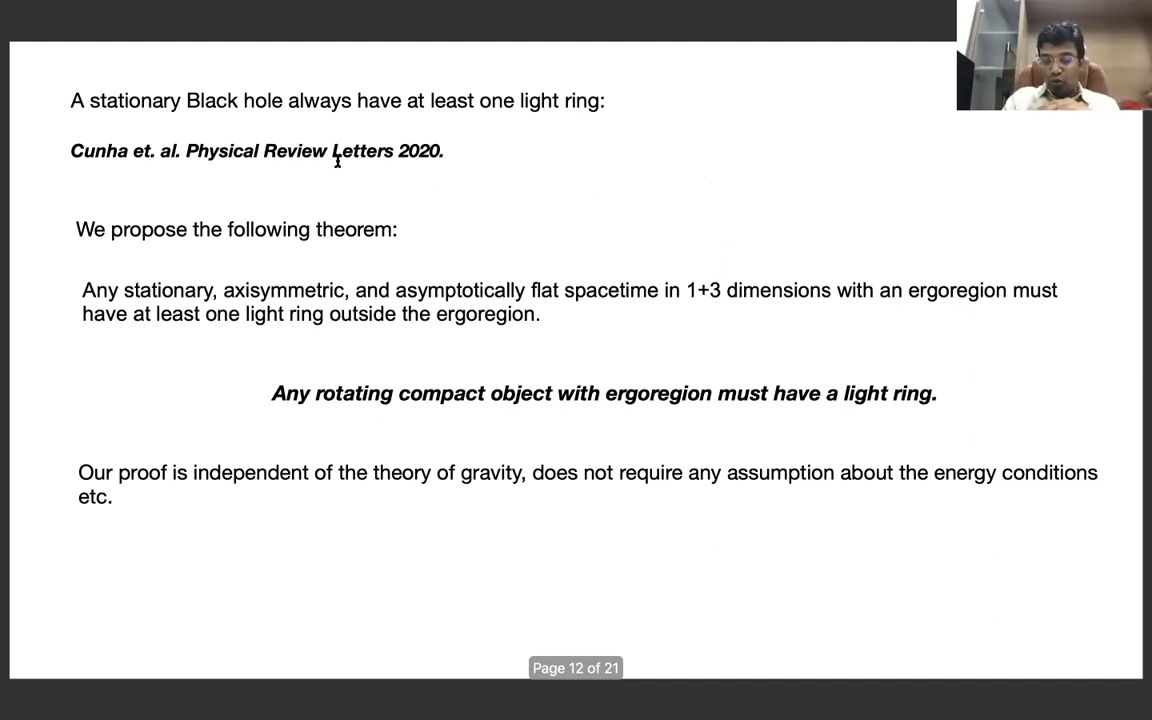 A stationary Black hole always have at least one light ring:
Cunha et. al. Physical Review Letters 2020.
We propose the following theorem:
Any stationary, axisymmetric, and asymptotically flat spacetime in 1+3 dimensions with an ergoregion must
have at least one light ring outside the ergoregion.
Any rotating compact object with ergoregion must have a light ring.
Our proof is independent of the theory of gravity, does not require any assumption about the energy conditions
etc.
Page 12 of 21